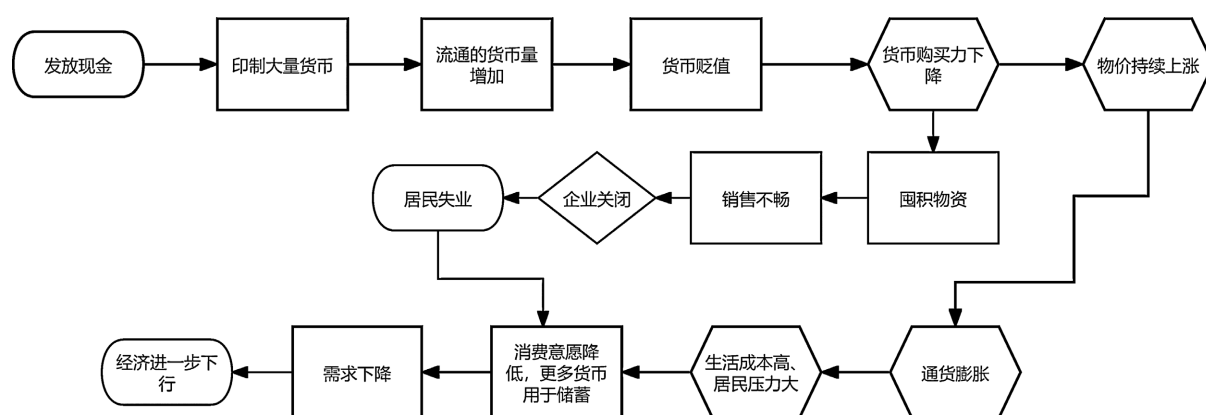 发放现金
印制大量货币
流通的货币量
增加
货币贬值
货币购买力下
降
物价持续上涨
居民失业
企业关闭
销售不畅
囤积物资
经济进一步下
行
需求下降
消费意愿降
低，更多货币
用于储蓄
生活成本高、
居民压力大
通货膨胀